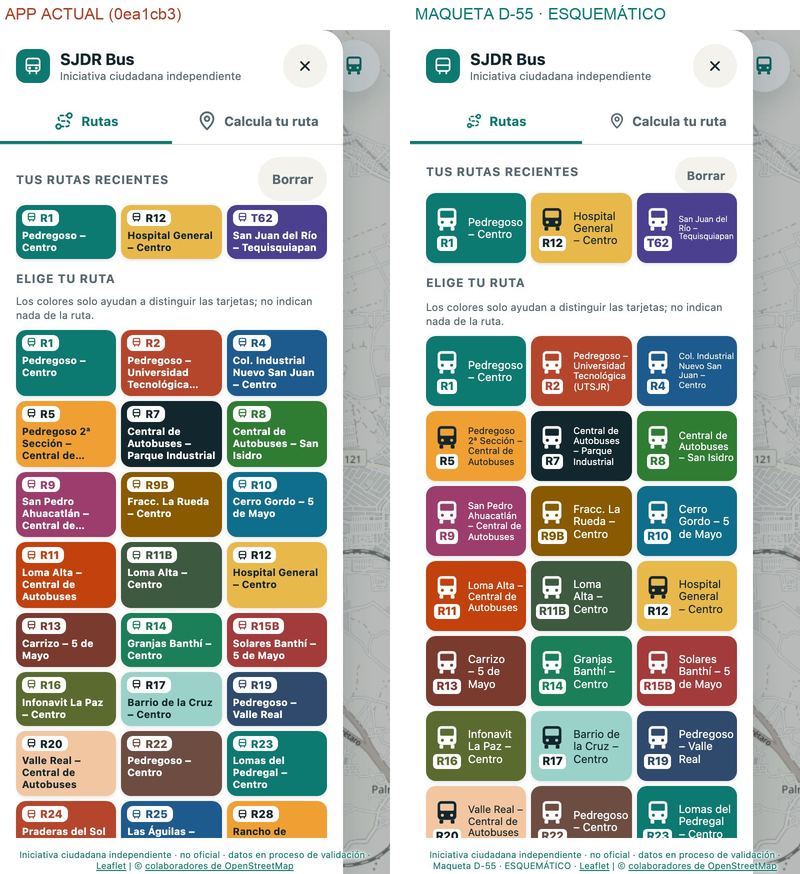 APP ACTUAL (0ea1cb3)
SJDR Bus
Iniciativa ciudadana independiente
Rutas
Calcula tu ruta
TUS RUTAS RECIENTES
Borrar
R1
Pedregoso –
Centro
R12
Hospital General
– Centro
T62
San Juan del Río
– Tequisquiapan
ELIGE TU RUTA
Los colores solo ayudan a distinguir las tarjetas; no indican
nada de la ruta.
R1
Pedregoso –
Centro
R2
Pedregoso –
Universidad
Tecnológica...
R4
Col. Industrial
Nuevo San Juan
– Centro
R5
Pedregoso 2ª
Sección –
Central de...
R7
Central de
Autobuses –
Parque Industrial
R8
Central de
Autobuses – San
Isidro
R9
San Pedro
Ahuacatlán –
Central de...
R9B
Fracc. La Rueda
– Centro
R10
Cerro Gordo – 5
de Mayo
R11
Loma Alta –
Central de
Autobuses
R11B
Loma Alta –
Centro
R12
Hospital General
– Centro
R13
Carrizo – 5 de
Mayo
R14
Granjas Banthí –
Centro
R15B
Solares Banthí –
5 de Mayo
R16
Infonavit La Paz
– Centro
R17
Barrio de la Cruz
– Centro
R19
Pedregoso –
Valle Real
R20
Valle Real –
Central de
Autobuses
R22
Pedregoso –
Centro
R23
Lomas del
Pedregal –
Centro
R24
Praderas del Sol
R25
Las Águilas –
R28
Rancho de
121
Iniciativa ciudadana independiente · no oficial · datos en proceso de validación ·
Leaflet | © colaboradores de OpenStreetMap
MAQUETA D-55 · ESQUEMÁTICO
SJDR Bus
Iniciativa ciudadana independiente
Rutas
Calcula tu ruta
TUS RUTAS RECIENTES
Borrar
R1
Pedregoso
– Centro
R12
Hospital
General
– Centro
T62
San Juan del
Río –
Tequisquiapan
ELIGE TU RUTA
Los colores solo ayudan a distinguir las tarjetas; no indican
nada de la ruta.
R1
Pedregoso
– Centro
R2
Pedregoso –
Universidad
Tecnológica
(UTSJR)
R4
Col. Industrial
Nuevo San
Juan –
Centro
R5
Pedregoso
2ª Sección –
Central de
Autobuses
R7
Central de
Autobuses
– Parque
Industrial
R8
Central de
Autobuses
– San Isidro
R9
San Pedro
Ahuacatlán
– Central de
Autobuses
R9B
Fracc. La
Rueda –
Centro
R10
Cerro
Gordo – 5
de Mayo
R11
Loma Alta –
Central de
Autobuses
R11B
Loma
Alta –
Centro
R12
Hospital
General
– Centro
R13
Carrizo
– 5 de
Mayo
R14
Granjas
Banthí –
Centro
R15B
Solares
Banthí – 5
de Mayo
R16
Infonavit
La Paz –
Centro
R17
Barrio de
la Cruz –
Centro
R19
Pedregoso
– Valle
Real
R20
Valle Real –
Central de
Autobuses
R22
Pedregoso
– Centro
R23
Lomas del
Pedregal
– Centro
121
Iniciativa ciudadana independiente · no oficial · datos en proceso de validación ·
Maqueta D-55 · ESQUEMÁTICO · Leaflet | © colaboradores de OpenStreetMap